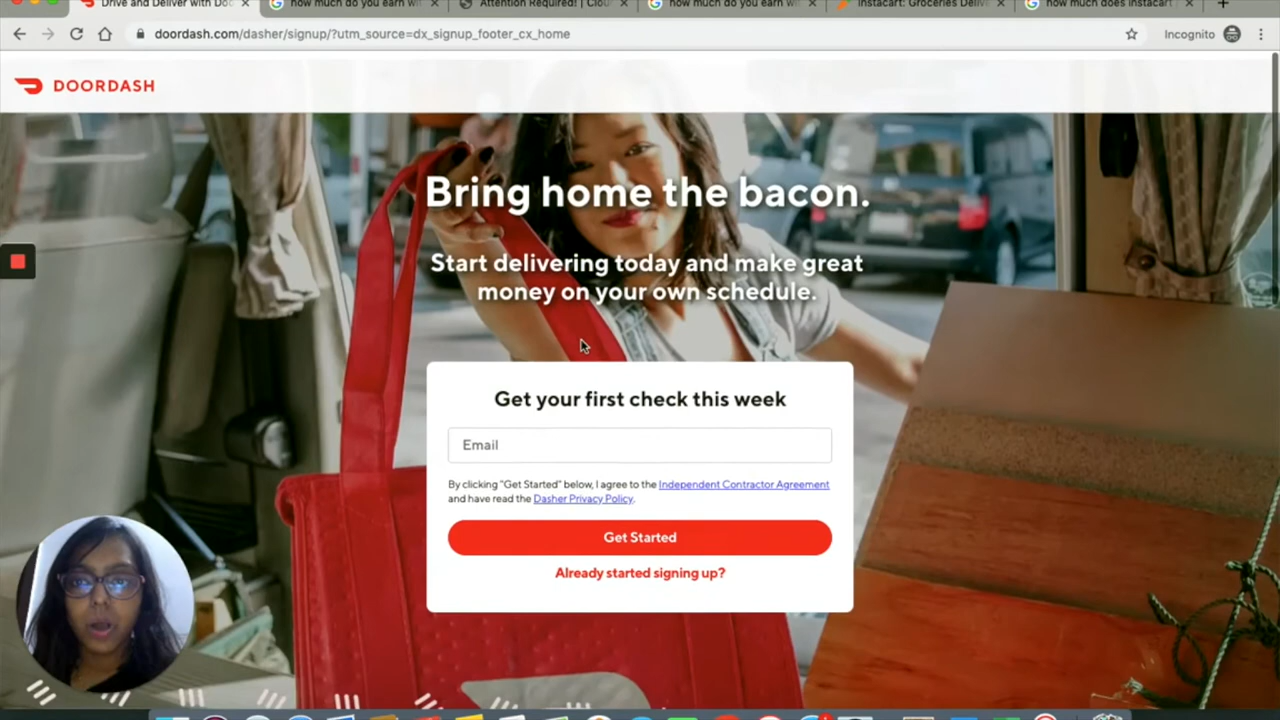 Drive and Deliver with Doo
how much do you earn wit
Attention Required! | Clou
how much do you earn wi
Instacart: Groceries Delive
how much does instacart
doordash.com/dasher/signup/?utm_source=dx_signup_footer_cx_home
Incognito
DOORDASH
Bring home the bacon.
Start delivering today and make great
money on your own schedule.
Get your first check this week
Email
By clicking "Get Started" below, I agree to the Independent Contractor Agreement
and have read the Dasher Privacy Policy.
Get Started
Already started signing up?